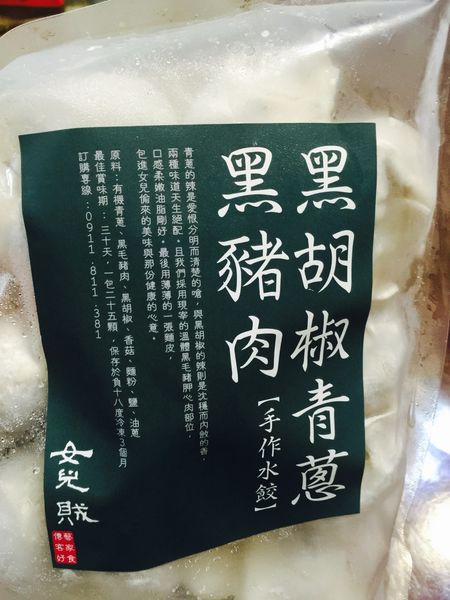 黑胡椒青蔥
黑豬肉【手作水餃】
青蔥的辣是愛恨分明而清楚的嗆，與黑胡椒的辣則是沈穩而內斂的香，
兩種味道天生絕配。且我們採用現宰的溫體黑毛豬胛心肉部位，
口感柔嫩油脂剛好。最後用薄薄的一張麵皮，
包進女兒偷來的美味與那份健康的心意。
原料：有機青蔥、黑毛豬肉、黑胡椒、香菇、麵粉、鹽、油蔥
最佳賞味期：三十天，一包二十五顆，保存於負十八度冷凍3個月
訂購專線：0911.811.381
女兒賊
藝家食
傳客好